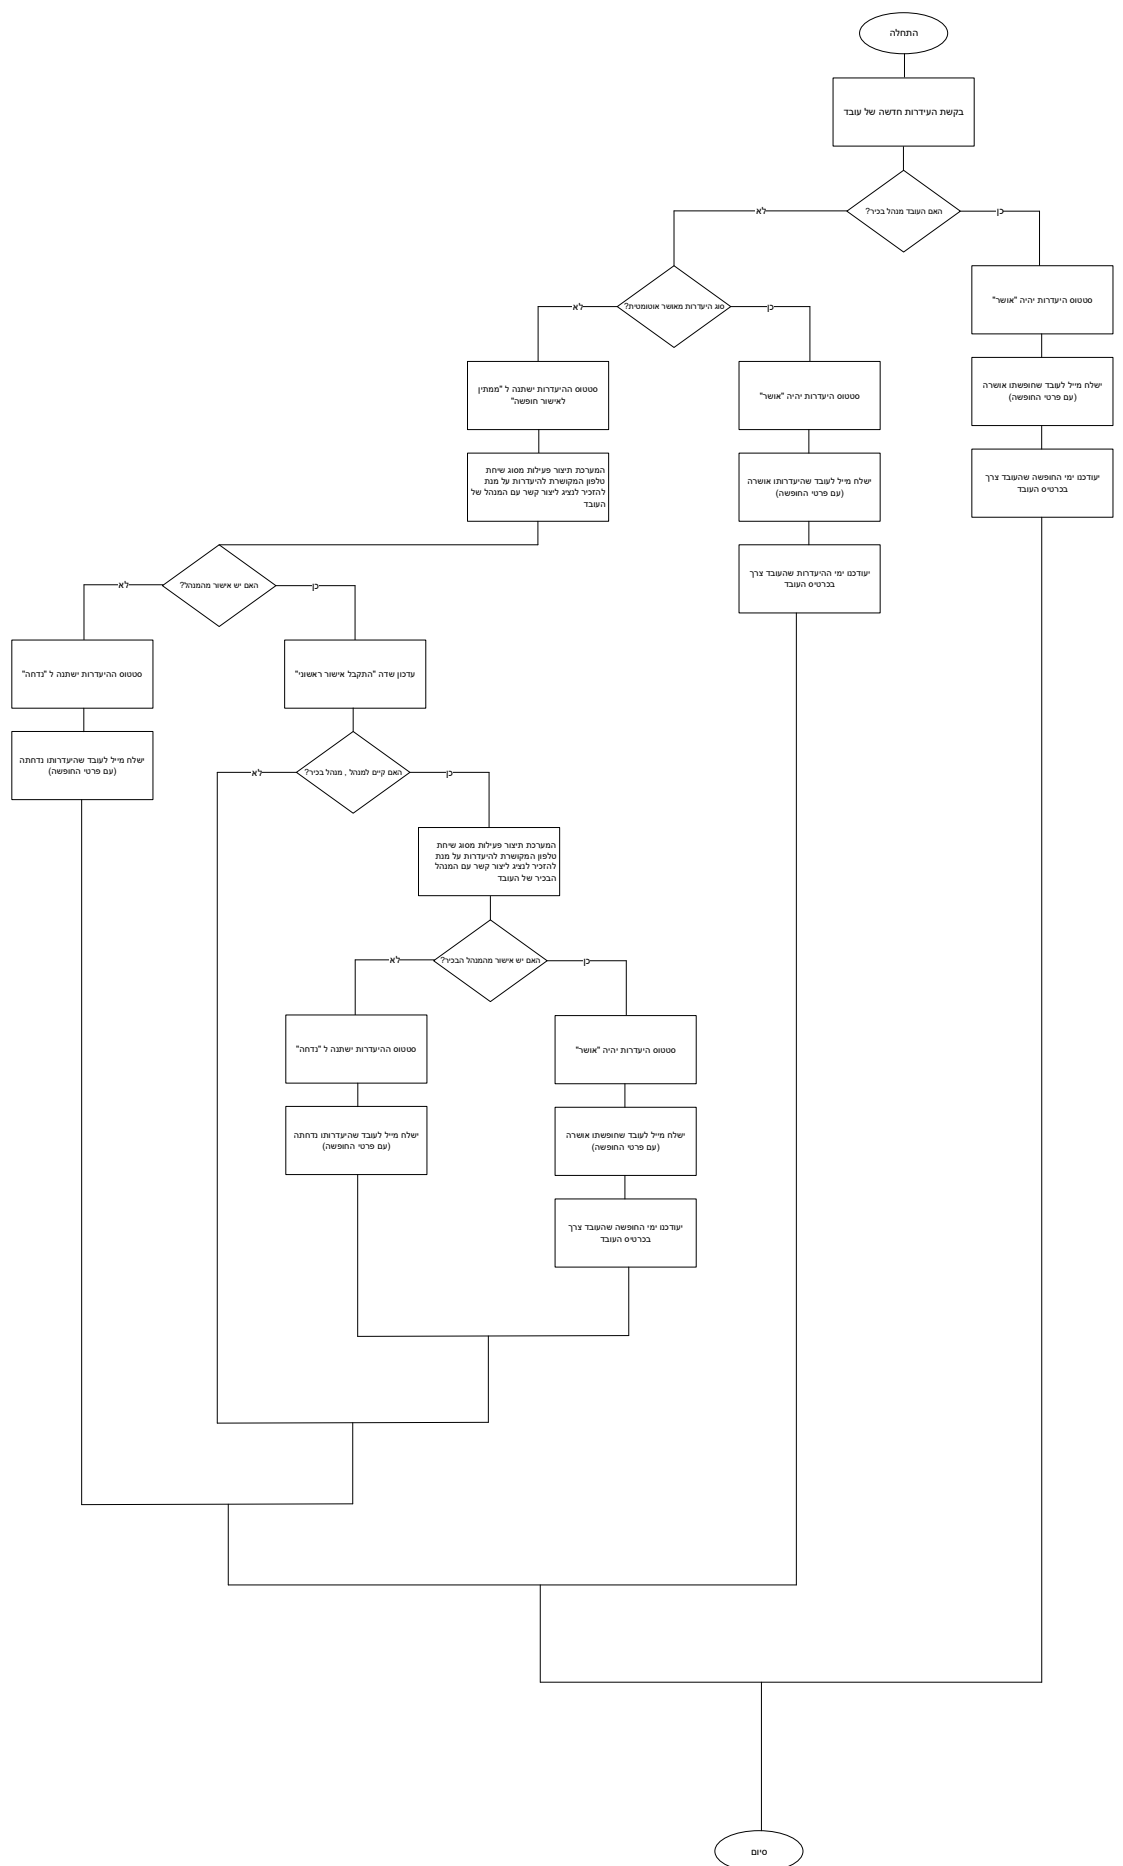 התחלה
בקשת העידרות חדשה של עובד
האם העובד מנהל בכיר?
לא
כן
סוג היעדרות מאושר אוטומטית?
לא
כן
סטטוס היעדרות יהיה "אושר"
ישלח מייל לעובד שחופשתו אושרה
(עם פרטי החופשה)
יעודכנו ימי החופשה שהעובד צרך
בכרטיס העובד
סטטוס היעדרות יהיה "אושר"
ישלח מייל לעובד שהיעדרותו אושרה
(עם פרטי החופשה)
יעודכנו ימי ההיעדרות שהעובד צרך
בכרטיס העובד
סטטוס ההיעדרות ישתנה ל "ממתין
לאישור חופשה"
המערכת תיצור פעילות מסוג שיחת
טלפון המקושרת להיעדרות על מנת
להזכיר לנציג ליצור קשר עם המנהל של
העובד
האם יש אישור מהמנהל?
לא
כן
סטטוס ההיעדרות ישתנה ל "נדחה"
ישלח מייל לעובד שהיעדרותו נדחתה
(עם פרטי החופשה)
עדכון שדה "התקבל אישור ראשוני"
האם קיים למנהל , מנהל בכיר?
לא
כן
המערכת תיצור פעילות מסוג שיחת
טלפון המקושרת להיעדרות על מנת
להזכיר לנציג ליצור קשר עם המנהל
הבכיר של העובד
האם יש אישור מהמנהל הבכיר?
לא
כן
סטטוס היעדרות יהיה "אושר"
ישלח מייל לעובד שחופשתו אושרה
(עם פרטי החופשה)
יעודכנו ימי החופשה שהעובד צרך
בכרטיס העובד
סטטוס ההיעדרות ישתנה ל "נדחה"
ישלח מייל לעובד שהיעדרותו נדחתה
(עם פרטי החופשה)
סיום